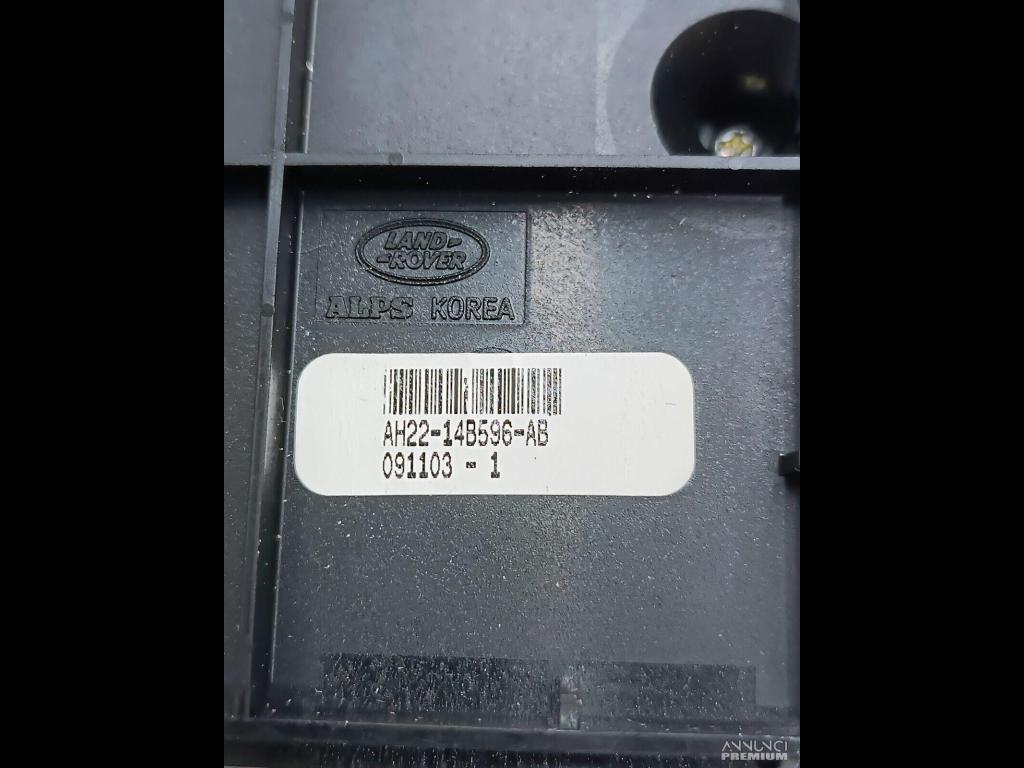 LAND-
-ROVER
ALPS KOREA
AH22-14B596-AB
091103 - 1
ANNUNCI
PREMIUM